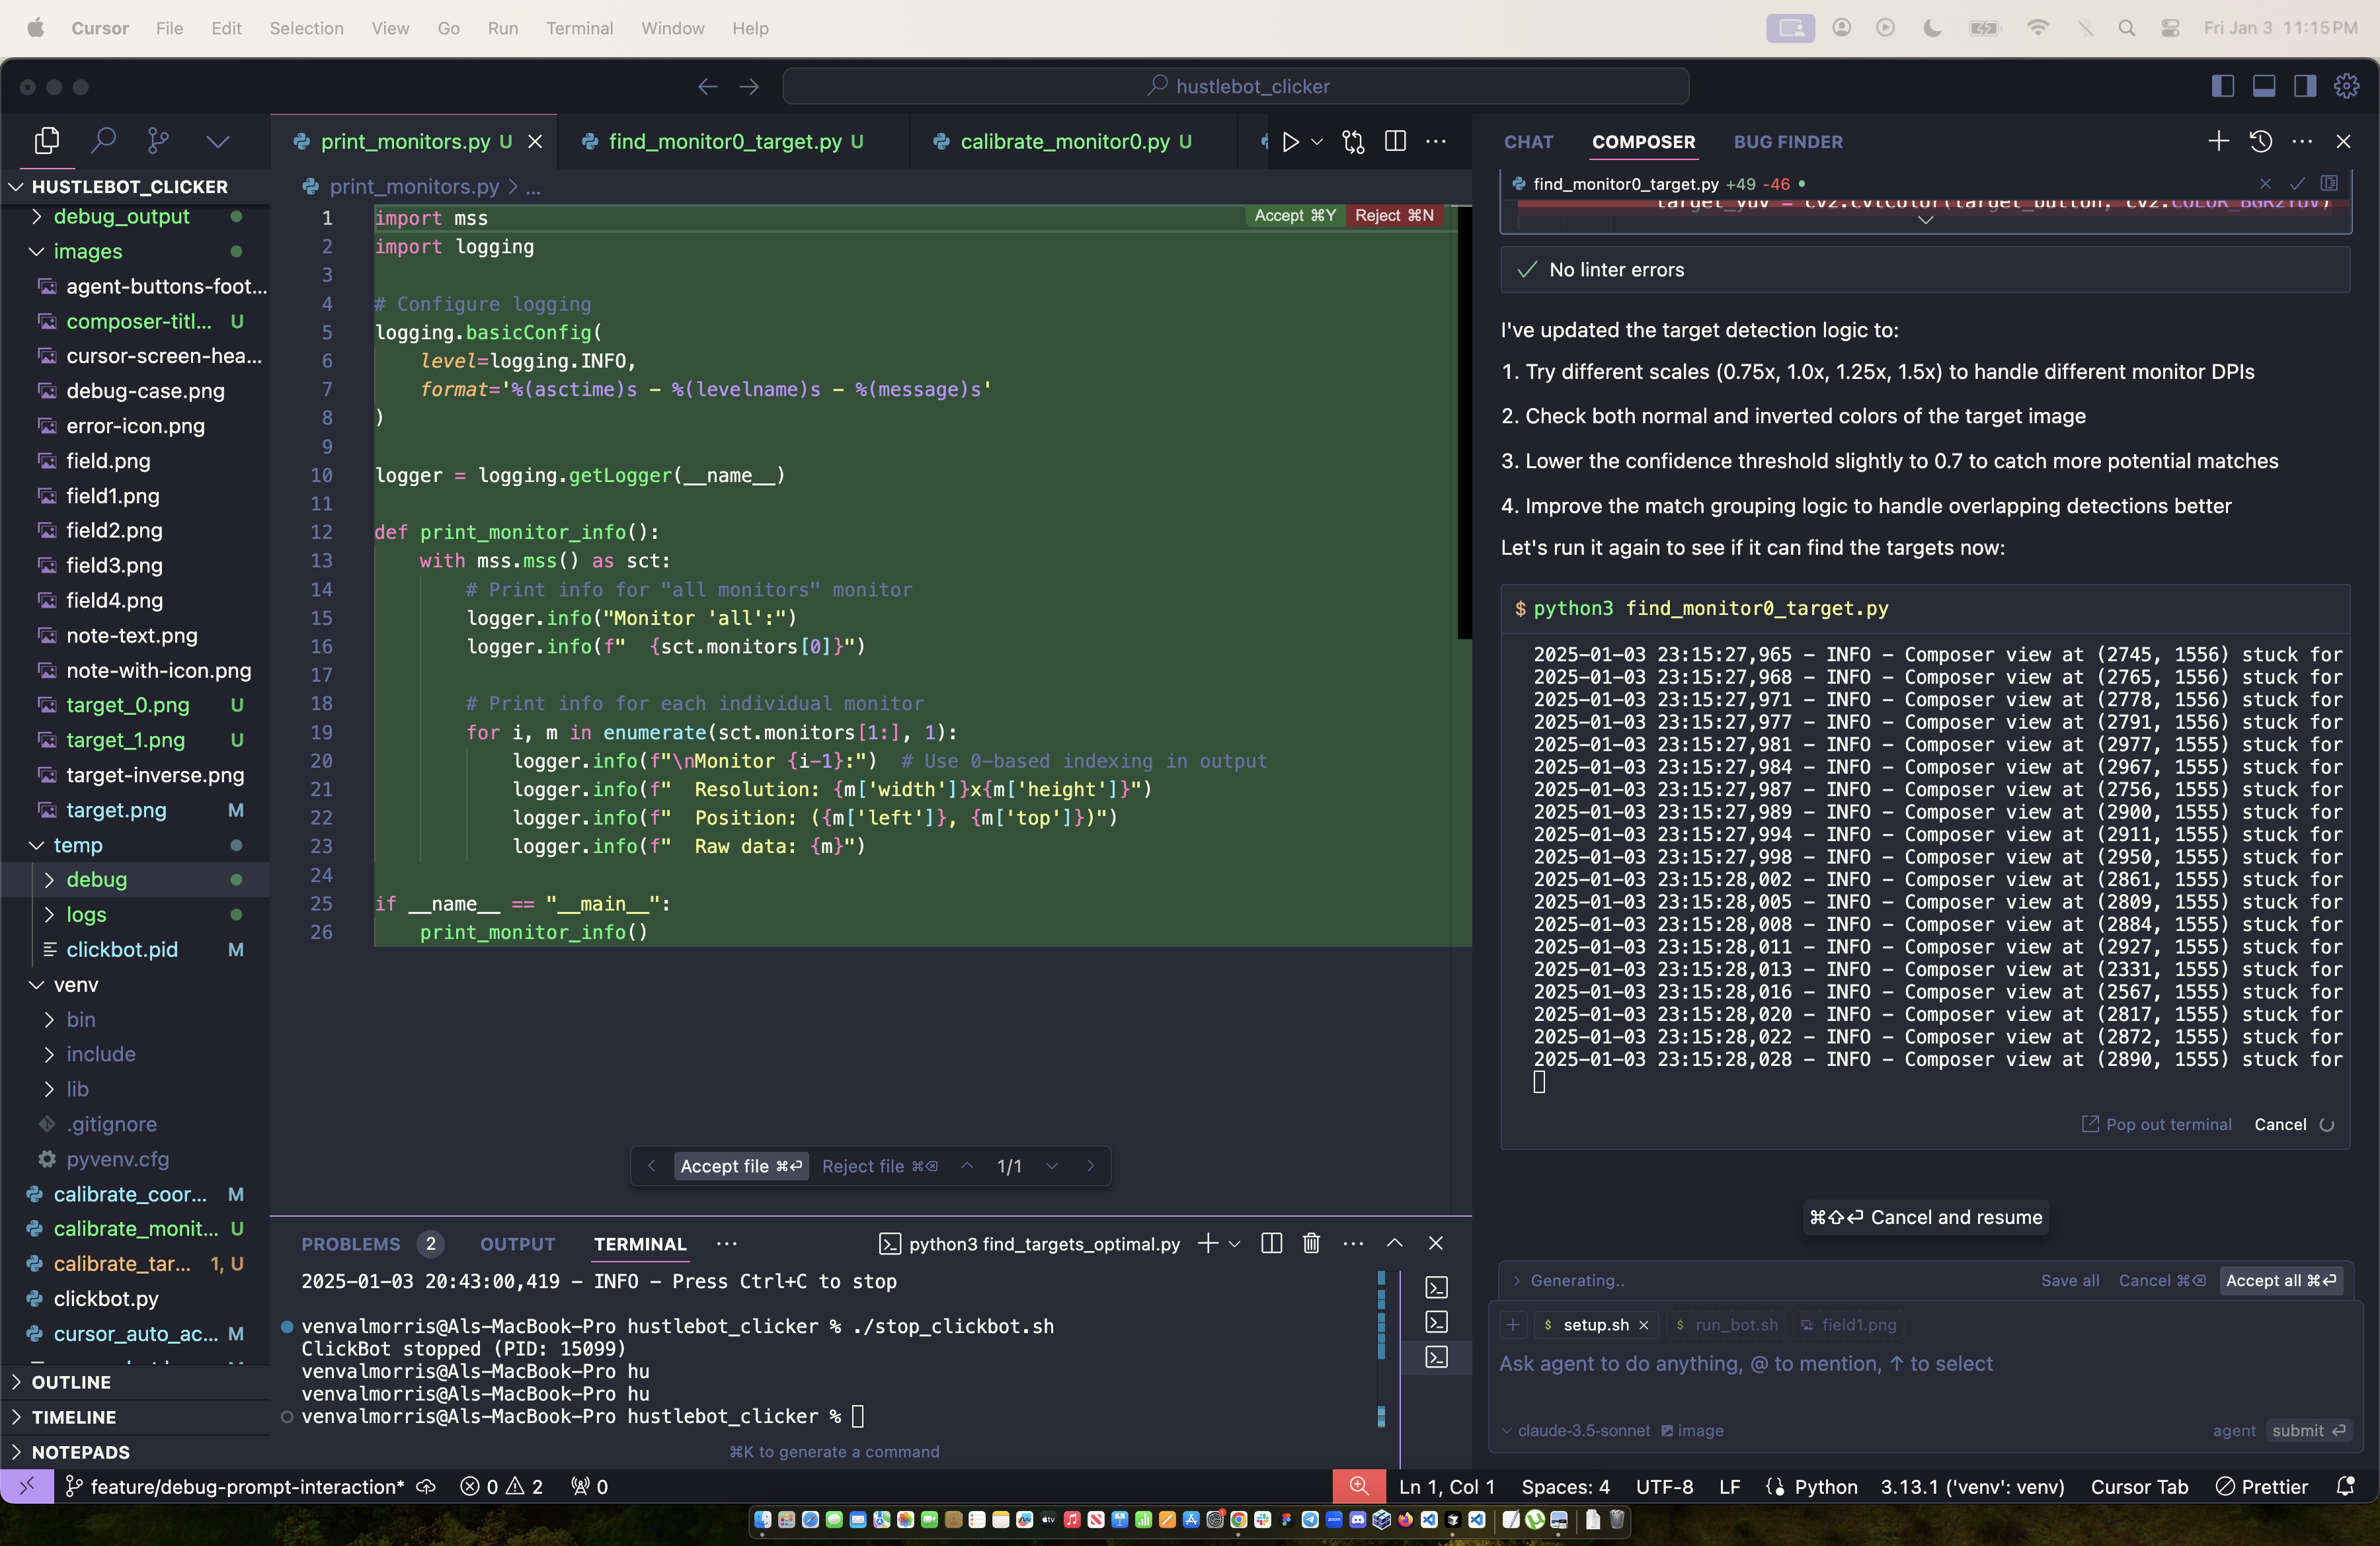 Cursor File Edit Selection View Go Run Terminal Window Help
Fri Jan 3 11:15 PM
hustlebot_clicker
HUSTLEBOT_CLICKER
debug_output
images
agent-buttons-foot...
composer-titl... U
cursor-screen-hea...
debug-case.png
error-icon.png
field.png
field1.png
field2.png
field3.png
field4.png
note-text.png
note-with-icon.png
target_0.png U
target_1.png U
target-inverse.png
target.png M
temp
debug
logs
clickbot.pid M
venv
bin
include
lib
.gitignore
pyvenv.cfg
calibrate_coor... M
calibrate_monit... U
calibrate_tar... 1, U
clickbot.py
cursor_auto_ac... M
OUTLINE
TIMELINE
NOTEPADS
print_monitors.py U
find_monitor0_target.py U
calibrate_monitor0.py U
print_monitors.py > ...
Accept ⌘Y Reject ⌘N
1 import mss
2 import logging
3
4 # Configure logging
5 logging.basicConfig(
6 level=logging.INFO,
7 format='%(asctime)s - %(levelname)s - %(message)s'
8 )
9
10 logger = logging.getLogger(__name__)
11
12 def print_monitor_info():
13 with mss.mss() as sct:
14 # Print info for "all monitors" monitor
15 logger.info("Monitor 'all':")
16 logger.info(f"  {sct.monitors[0]}")
17
18 # Print info for each individual monitor
19 for i, m in enumerate(sct.monitors[1:], 1):
20 logger.info(f"\nMonitor {i-1}:")  # Use 0-based indexing in output
21 logger.info(f"  Resolution: {m['width']}x{m['height']}")
22 logger.info(f"  Position: ({m['left']}, {m['top']})")
23 logger.info(f"  Raw data: {m}")
24
25 if __name__ == "__main__":
26 print_monitor_info()
Accept file ⌘⏎ Reject file ⌘⌫ 1/1
PROBLEMS 2 OUTPUT TERMINAL ...
python3 find_targets_optimal.py
2025-01-03 20:43:00,419 - INFO - Press Ctrl+C to stop
venvalmorris@Als-MacBook-Pro hustlebot_clicker % ./stop_clickbot.sh
ClickBot stopped (PID: 15099)
venvalmorris@Als-MacBook-Pro hu
venvalmorris@Als-MacBook-Pro hu
venvalmorris@Als-MacBook-Pro hustlebot_clicker %
⌘K to generate a command
CHAT COMPOSER BUG FINDER
find_monitor0_target.py +49 -46
target_yuv = cv2.cvtColor(target_button, cv2.COLOR_BGR2YUV)
No linter errors
I've updated the target detection logic to:
1. Try different scales (0.75x, 1.0x, 1.25x, 1.5x) to handle different monitor DPIs
2. Check both normal and inverted colors of the target image
3. Lower the confidence threshold slightly to 0.7 to catch more potential matches
4. Improve the match grouping logic to handle overlapping detections better
Let's run it again to see if it can find the targets now:
$ python3 find_monitor0_target.py
2025-01-03 23:15:27,965 - INFO - Composer view at (2745, 1556) stuck for
2025-01-03 23:15:27,968 - INFO - Composer view at (2765, 1556) stuck for
2025-01-03 23:15:27,971 - INFO - Composer view at (2778, 1556) stuck for
2025-01-03 23:15:27,977 - INFO - Composer view at (2791, 1556) stuck for
2025-01-03 23:15:27,981 - INFO - Composer view at (2977, 1555) stuck for
2025-01-03 23:15:27,984 - INFO - Composer view at (2967, 1555) stuck for
2025-01-03 23:15:27,987 - INFO - Composer view at (2756, 1555) stuck for
2025-01-03 23:15:27,989 - INFO - Composer view at (2900, 1555) stuck for
2025-01-03 23:15:27,994 - INFO - Composer view at (2911, 1555) stuck for
2025-01-03 23:15:27,998 - INFO - Composer view at (2950, 1555) stuck for
2025-01-03 23:15:28,002 - INFO - Composer view at (2861, 1555) stuck for
2025-01-03 23:15:28,005 - INFO - Composer view at (2809, 1555) stuck for
2025-01-03 23:15:28,008 - INFO - Composer view at (2884, 1555) stuck for
2025-01-03 23:15:28,011 - INFO - Composer view at (2927, 1555) stuck for
2025-01-03 23:15:28,013 - INFO - Composer view at (2331, 1555) stuck for
2025-01-03 23:15:28,016 - INFO - Composer view at (2567, 1555) stuck for
2025-01-03 23:15:28,020 - INFO - Composer view at (2817, 1555) stuck for
2025-01-03 23:15:28,022 - INFO - Composer view at (2872, 1555) stuck for
2025-01-03 23:15:28,028 - INFO - Composer view at (2890, 1555) stuck for
Pop out terminal Cancel
⌘⇧⏎ Cancel and resume
Generating.. Save all Cancel ⌘⌫ Accept all ⌘⏎
+ $ setup.sh × $ run_bot.sh field1.png
Ask agent to do anything, @ to mention, ↑ to select
claude-3.5-sonnet image agent submit ⏎
feature/debug-prompt-interaction* 0 2 0
Ln 1, Col 1 Spaces: 4 UTF-8 LF Python 3.13.1 ('venv': venv) Cursor Tab Prettier